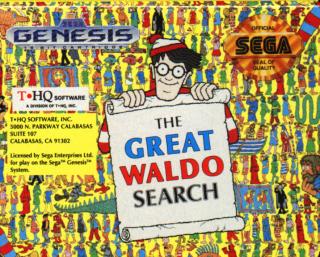 SEGA
GENESIS
16-BIT CARTRIDGE
OFFICIAL
SEGA
SEAL OF
QUALITY
T•HQ SOFTWARE
A DIVISION OF T•HQ, INC.
T•HQ SOFTWARE, INC.
5000 N. PARKWAY CALABASAS
SUITE 107
CALABASAS, CA 91302
Licensed by Sega Enterprises Ltd.
for play on the Sega™ Genesis™
System.
THE
GREAT
WALDO
SEARCH